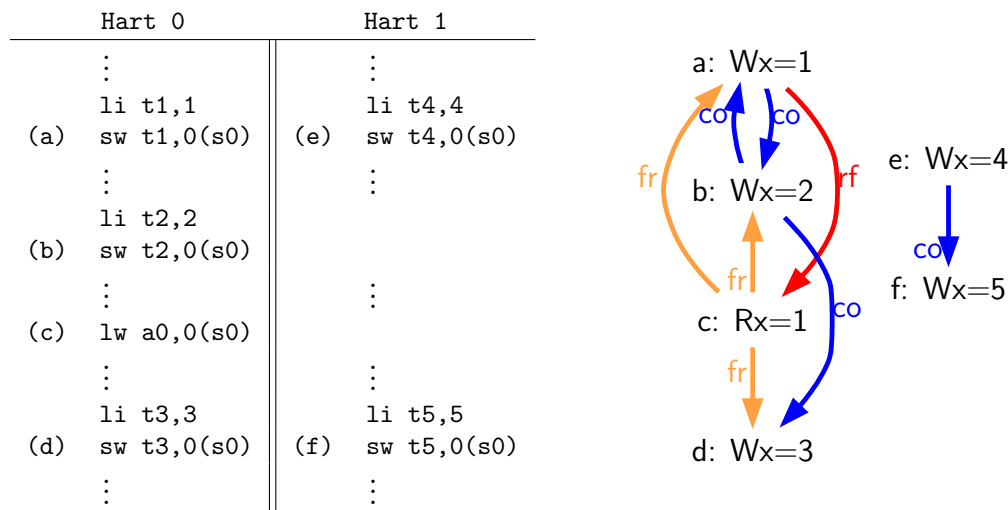 Hart 0 Hart 1
⋮ ⋮
li t1,1 li t4,4
(a) sw t1,0(s0) (e) sw t4,0(s0)
⋮ ⋮
li t2,2
(b) sw t2,0(s0)
⋮ ⋮
(c) lw a0,0(s0)
⋮ ⋮
li t3,3 li t5,5
(d) sw t3,0(s0) (f) sw t5,0(s0)
⋮ ⋮
a: Wx=1
co co
fr rf
b: Wx=2
fr
c: Rx=1
co
fr
d: Wx=3
e: Wx=4
co
f: Wx=5